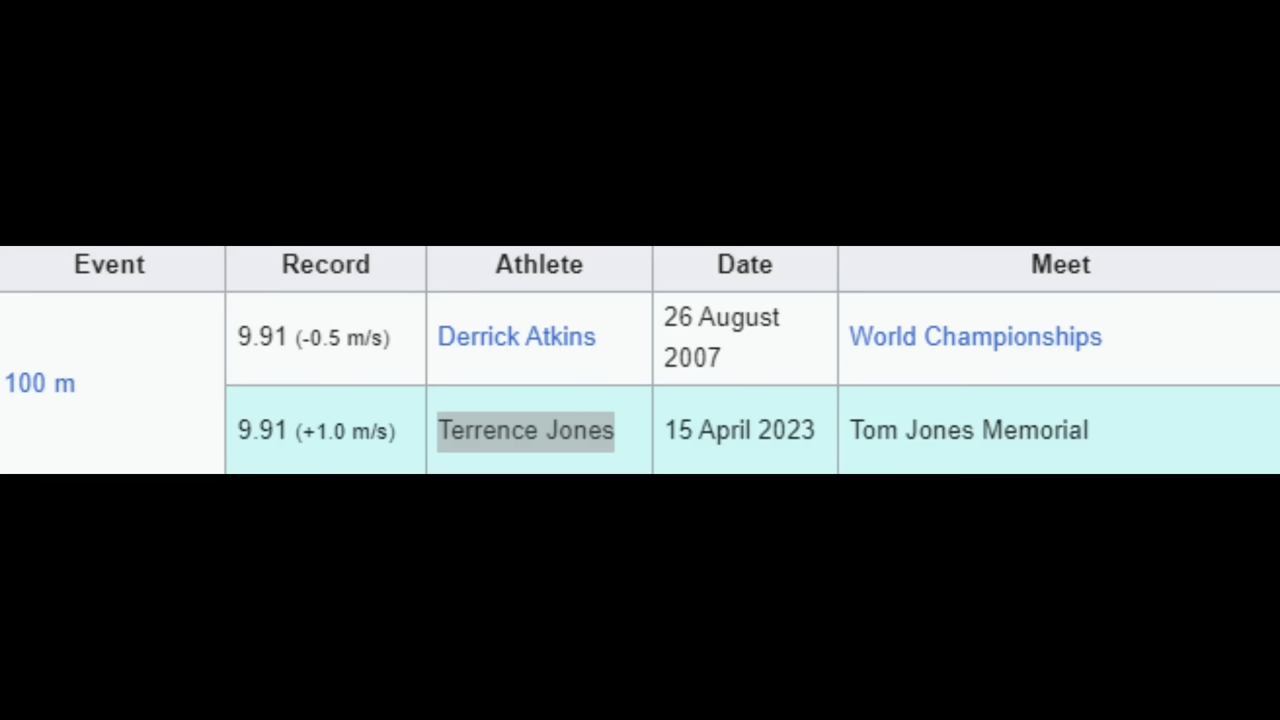 Event Record Athlete Date Meet
100 m
9.91 (-0.5 m/s) Derrick Atkins 26 August
2007 World Championships
9.91 (+1.0 m/s) Terrence Jones 15 April 2023 Tom Jones Memorial